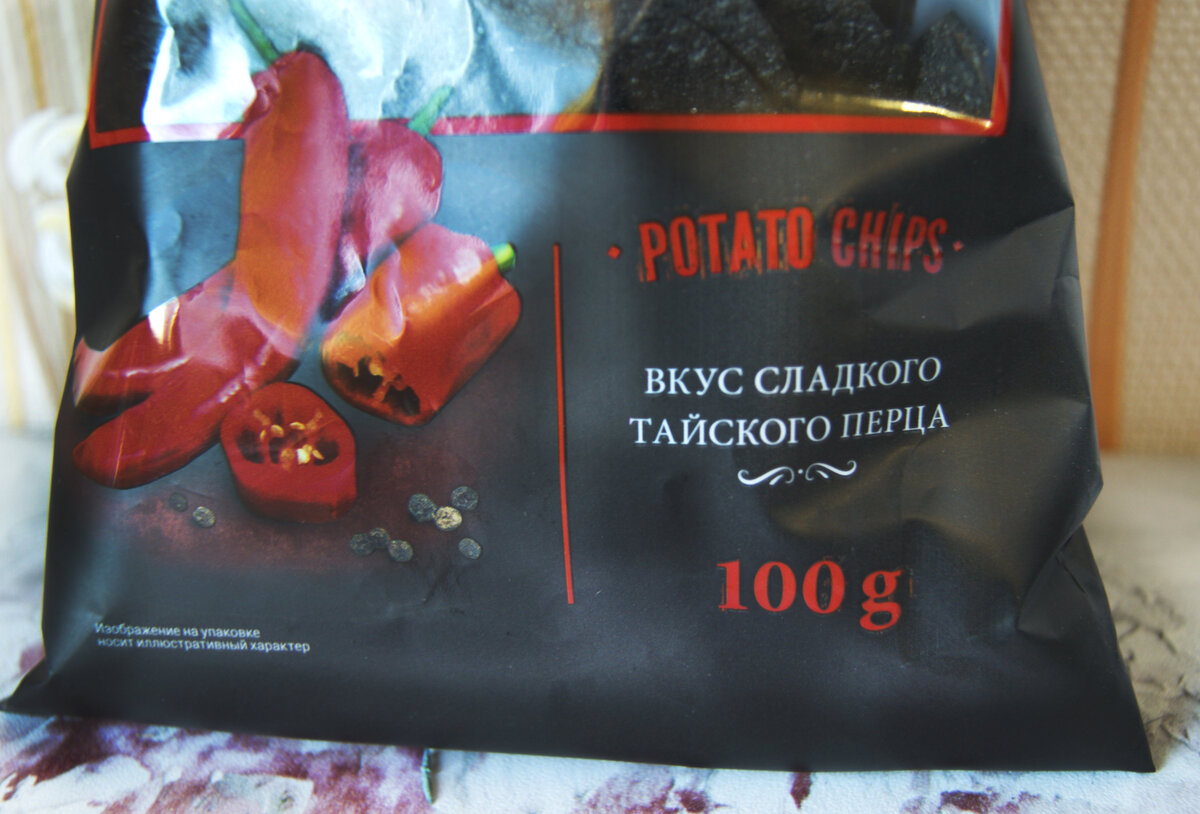 · POTATO CHIPS ·
ВКУС СЛАДКОГО
ТАЙСКОГО ПЕРЦА
100 g
Изображение на упаковке
носит иллюстративный характер